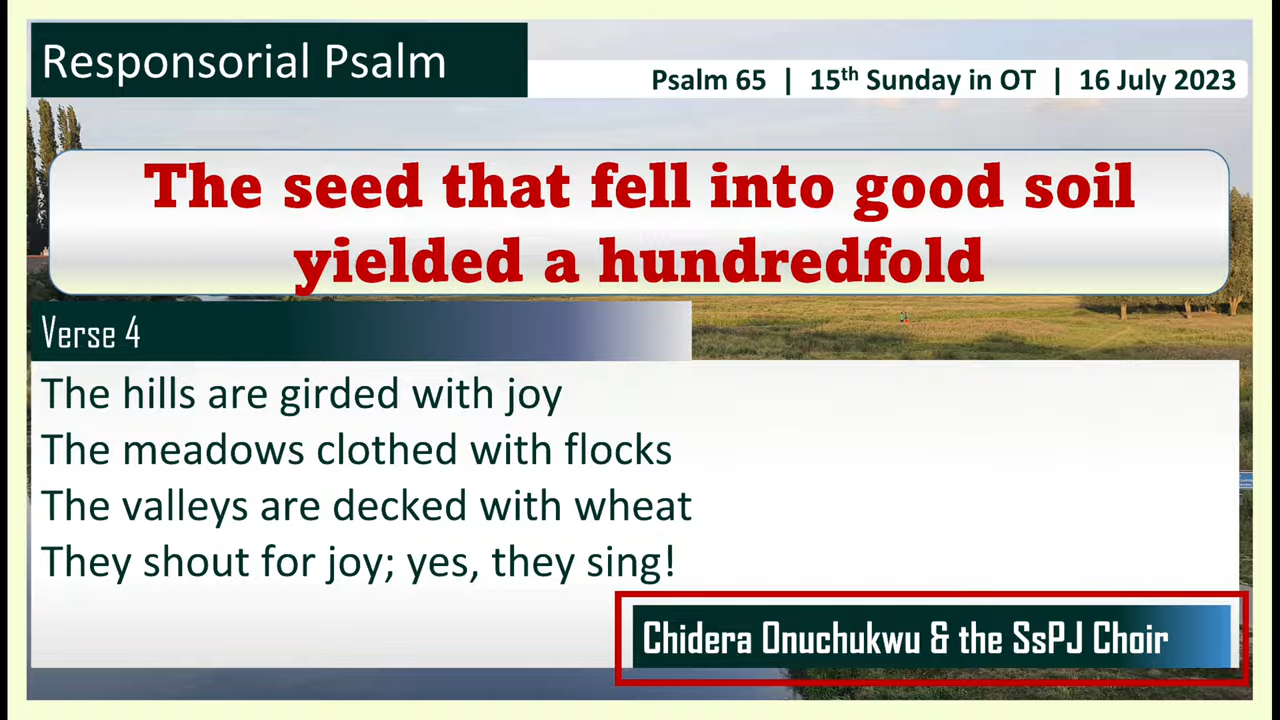 Responsorial Psalm
Psalm 65 | 15th Sunday in OT | 16 July 2023
The seed that fell into good soil
yielded a hundredfold
Verse 4
The hills are girded with joy
The meadows clothed with flocks
The valleys are decked with wheat
They shout for joy; yes, they sing!
Chidera Onuchukwu & the SsPJ Choir